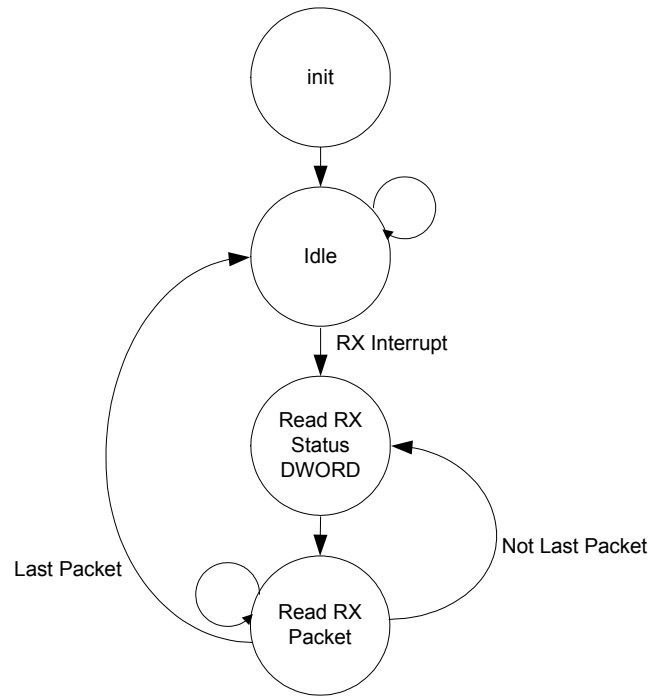 init
Idle
RX Interrupt
Read RX
Status
DWORD
Not Last Packet
Last Packet
Read RX
Packet